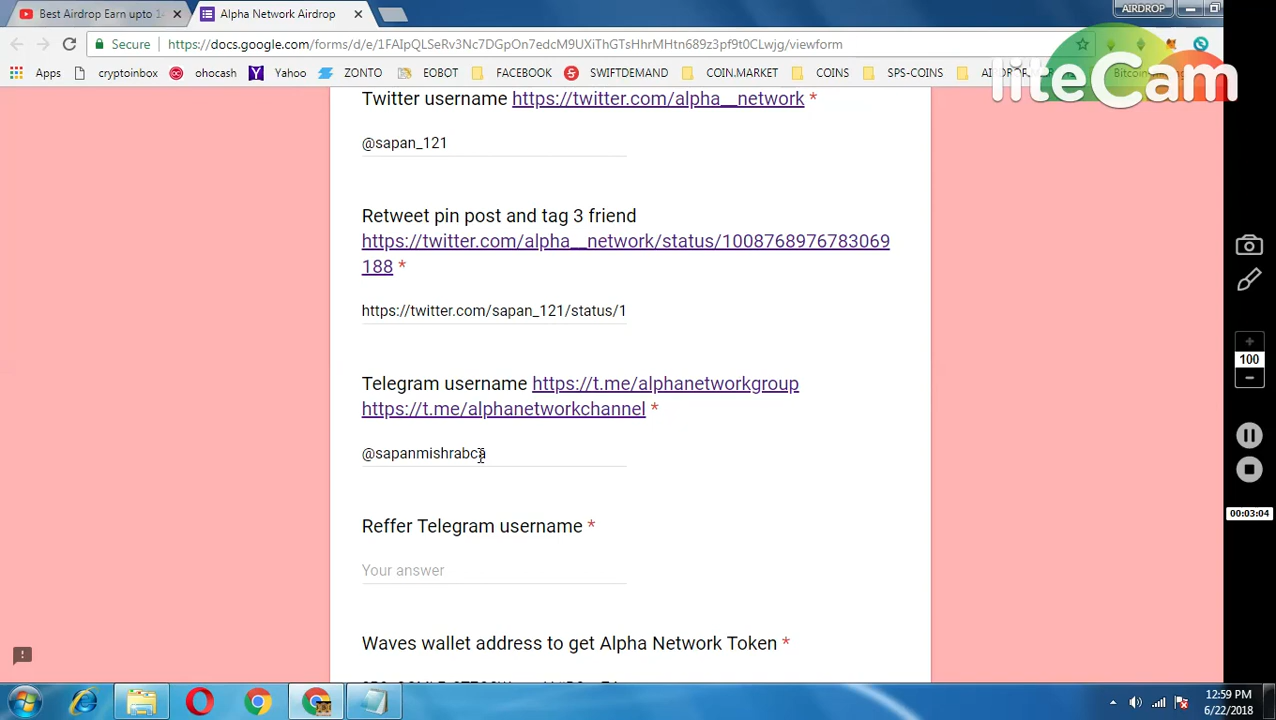 AIRDROP
Best Airdrop Earn upto 1
Alpha Network Airdrop
Secure
https://docs.google.com/forms/d/e/1FAIpQLSeRv3Nc7DGpOn7edcM9UXiThGTsHhrMHtn689z3pf9t0CLwjg/viewform
Apps cryptoinbox ohocash Yahoo ZONT EOBOT FACEBOOK SWIFTDEMAND COIN.MARKET COINS SPS-COINS
liteCam
Twitter username https://twitter.com/alpha__network *
@sapan_121
Retweet pin post and tag 3 friend
https://twitter.com/alpha__network/status/1008768976783069
188 *
https://twitter.com/sapan_121/status/1
Telegram username https://t.me/alphanetworkgroup
https://t.me/alphanetworkchannel *
@sapanmishrabca
Reffer Telegram username *
Your answer
Waves wallet address to get Alpha Network Token *
100
00:03:04
12:59 PM
6/22/2018